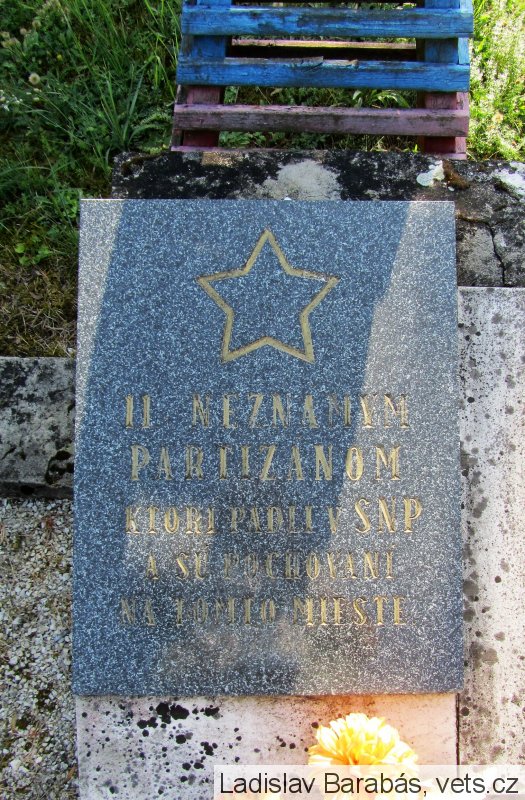 11 NEZNÁMYM
PARTIZÁNOM
KTORÍ PADLI V SNP
A SÚ POCHOVANÍ
NA TOMTO MIESTE
Ladislav Barabás, vets.cz